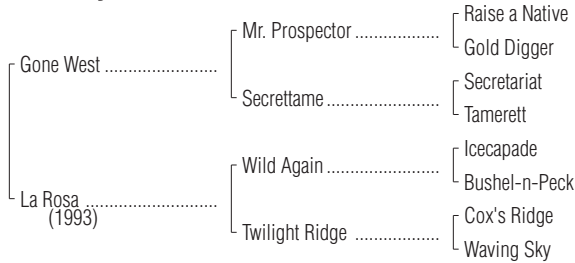 Raise a Native
Mr. Prospector ..................
Gold Digger
Gone West ........................
Secretariat
Secrettame ........................
Tamerett
Icecapade
Wild Again ........................
Bushel-n-Peck
La Rosa ............................
(1993)
Cox's Ridge
Twilight Ridge ..................
Waving Sky